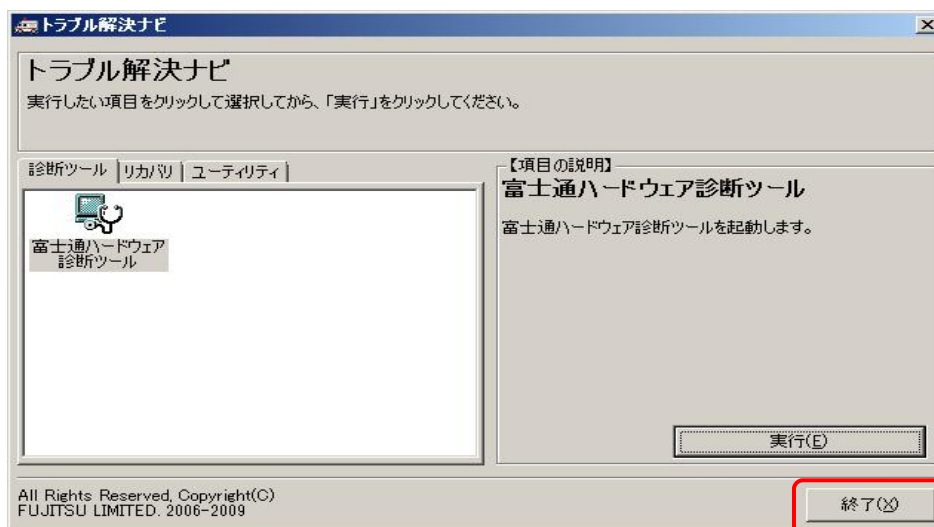 トラブル解決ナビ
トラブル解決ナビ
実行したい項目をクリックして選択してから、「実行」をクリックしてください。
診断ツール
リカバリ
ユーティリティ
富士通ハードウェア
診断ツール
【項目の説明】
富士通ハードウェア診断ツール
富士通ハードウェア診断ツールを起動します。
実行(E)
All Rights Reserved, Copyright(C)
FUJITSU LIMITED. 2006-2009
終了(X)